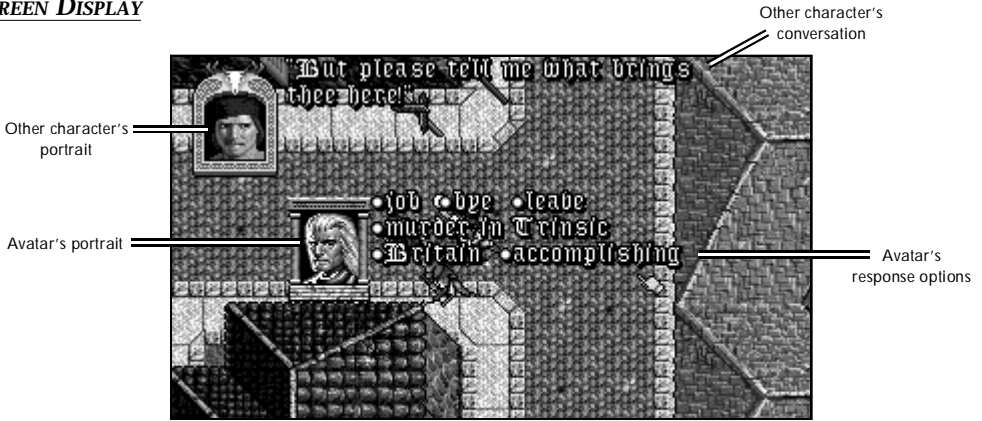 REEN DISPLAY
Other character's
conversation
"But please tell me what brings
thee here!"
Other character's
portrait
•job •bye •leave
•murder in Trinsic
•Britain •accomplishing
Avatar's portrait
Avatar's
response options